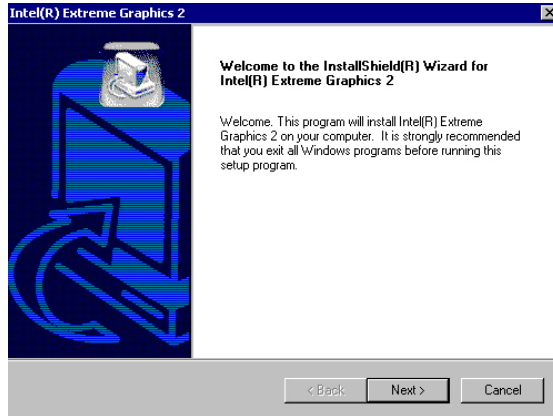 Intel(R) Extreme Graphics 2
Welcome to the InstallShield(R) Wizard for
Intel(R) Extreme Graphics 2
Welcome. This program will install Intel(R) Extreme
Graphics 2 on your computer. It is strongly recommended
that you exit all Windows programs before running this
setup program.
< Back
Next >
Cancel